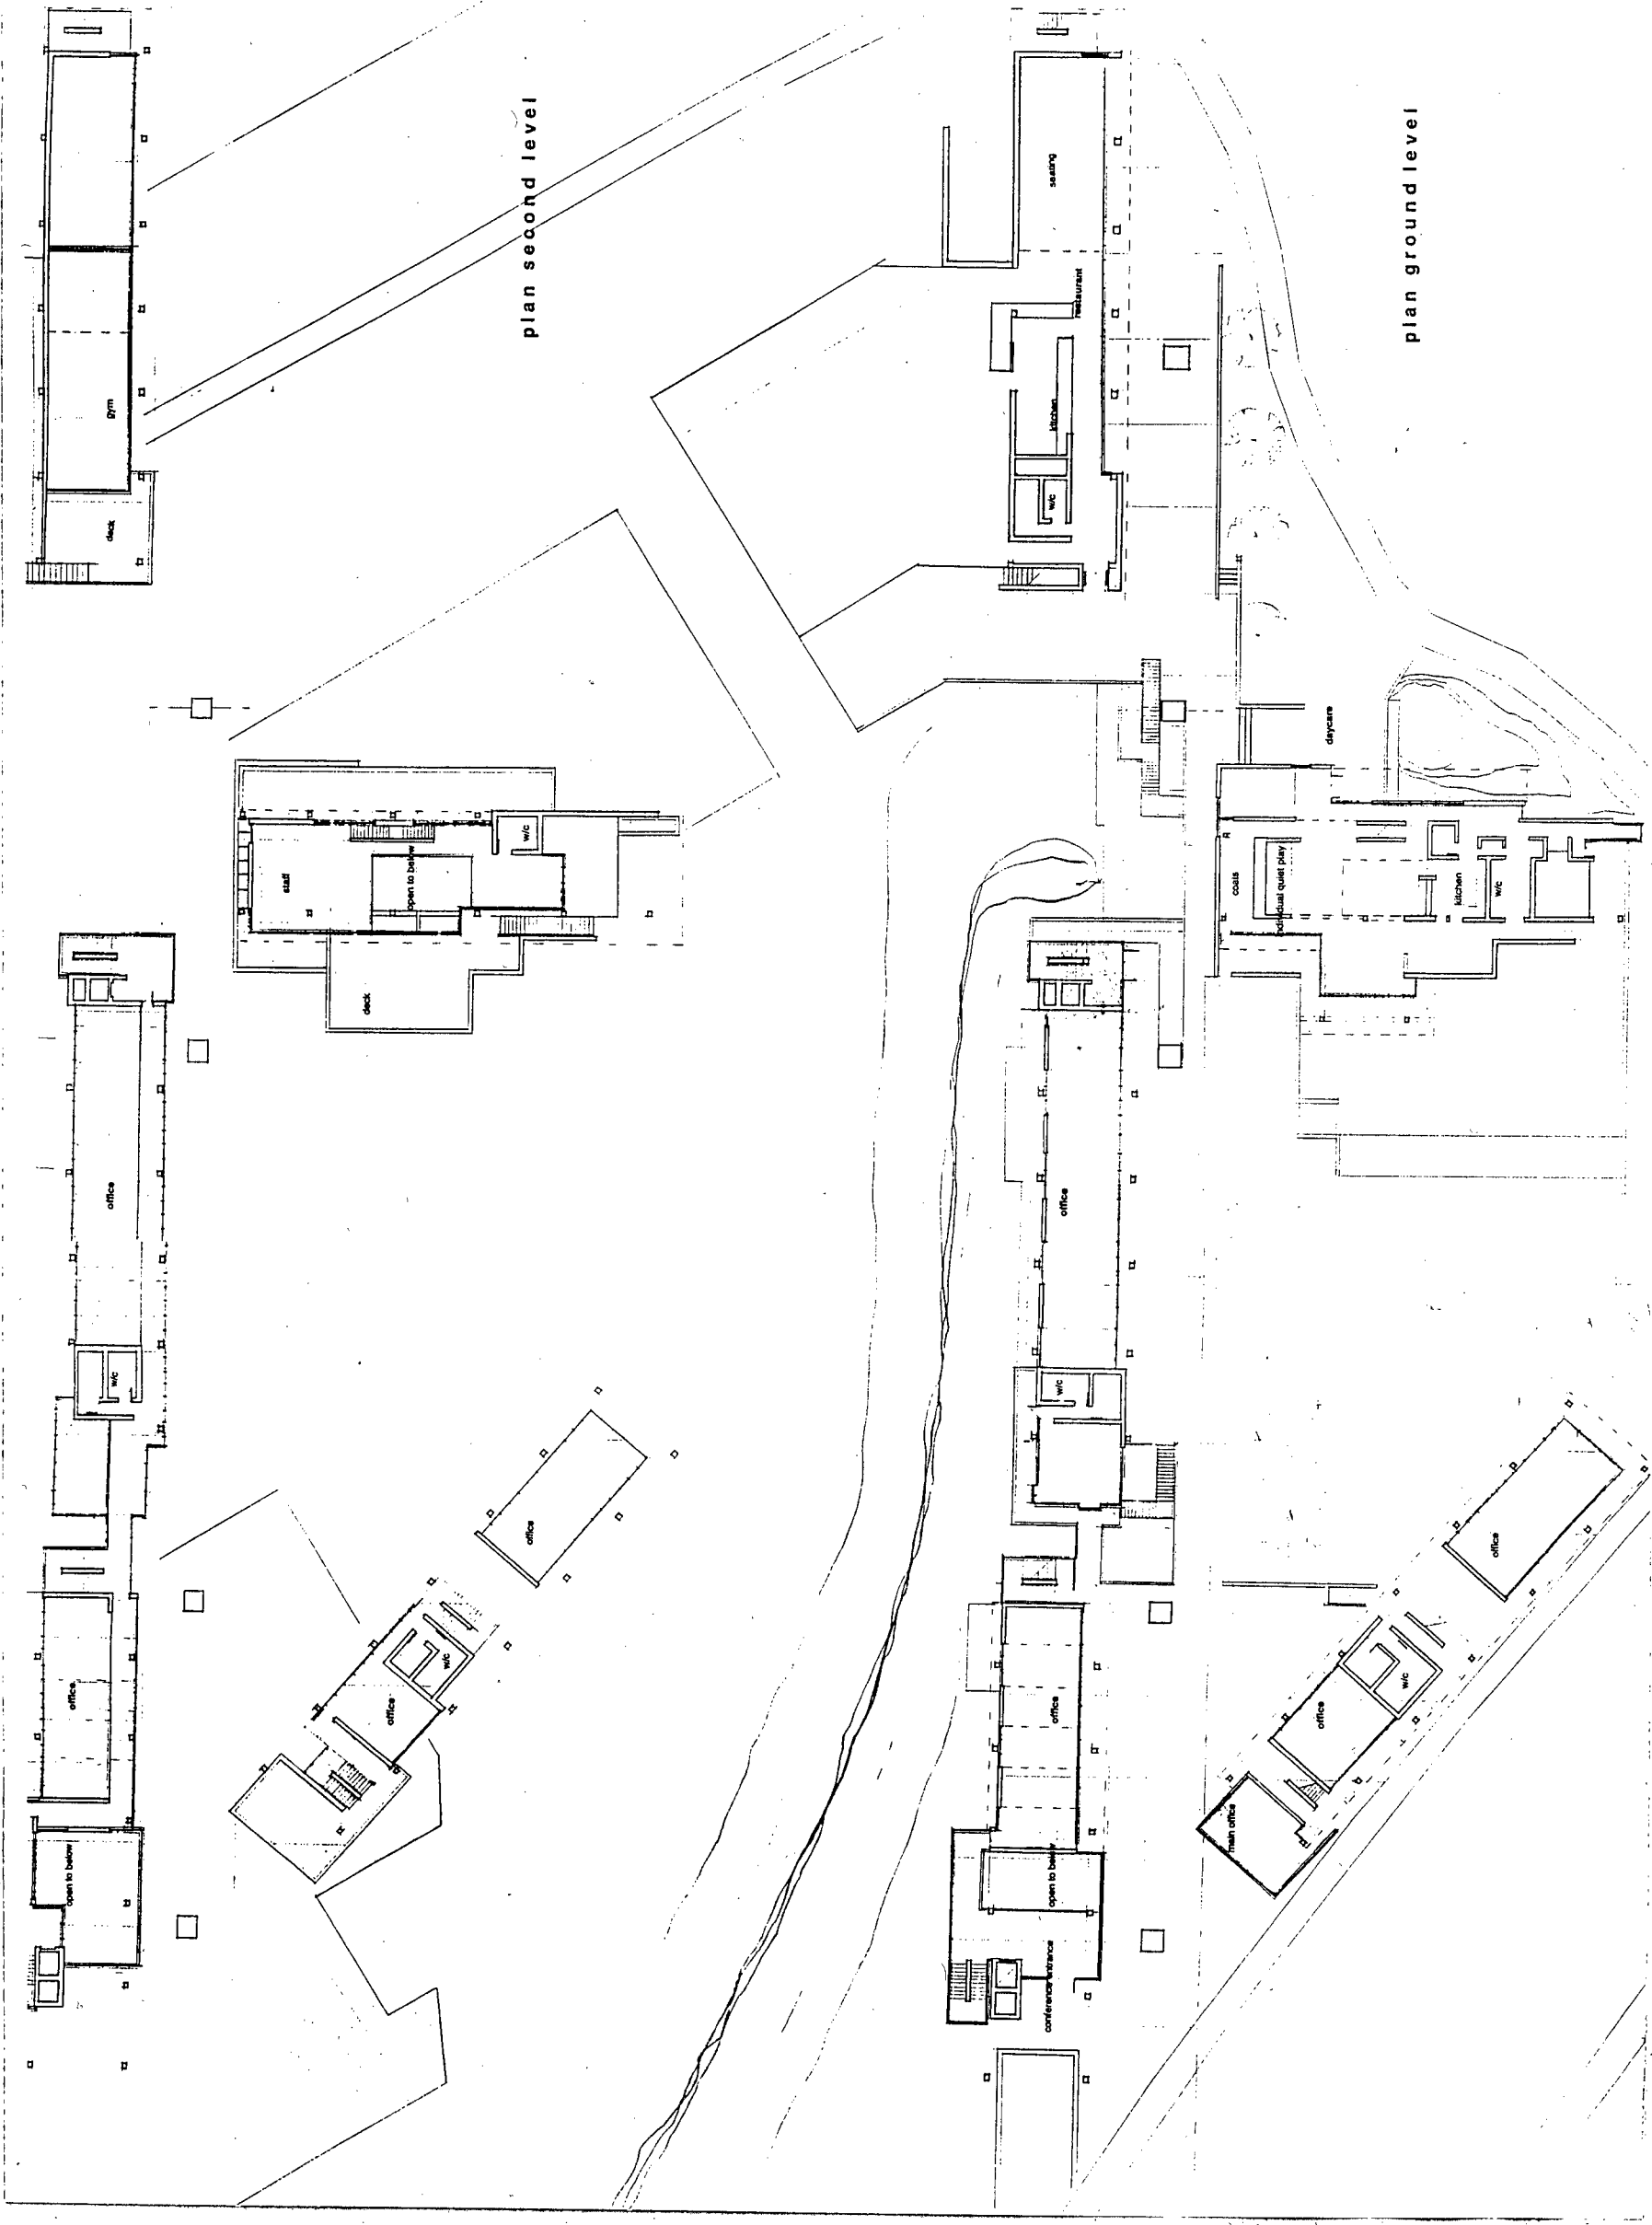 plan second level
gym
deck
staff
open to below
w/c
deck
office
w/c
office
open to below
office
w/c
office
plan ground level
seating
restaurant
kitchen
w/c
daycare
coats
individual quiet play
kitchen
w/c
office
w/c
office
open to below
conference entrance
office
w/c
office
main office